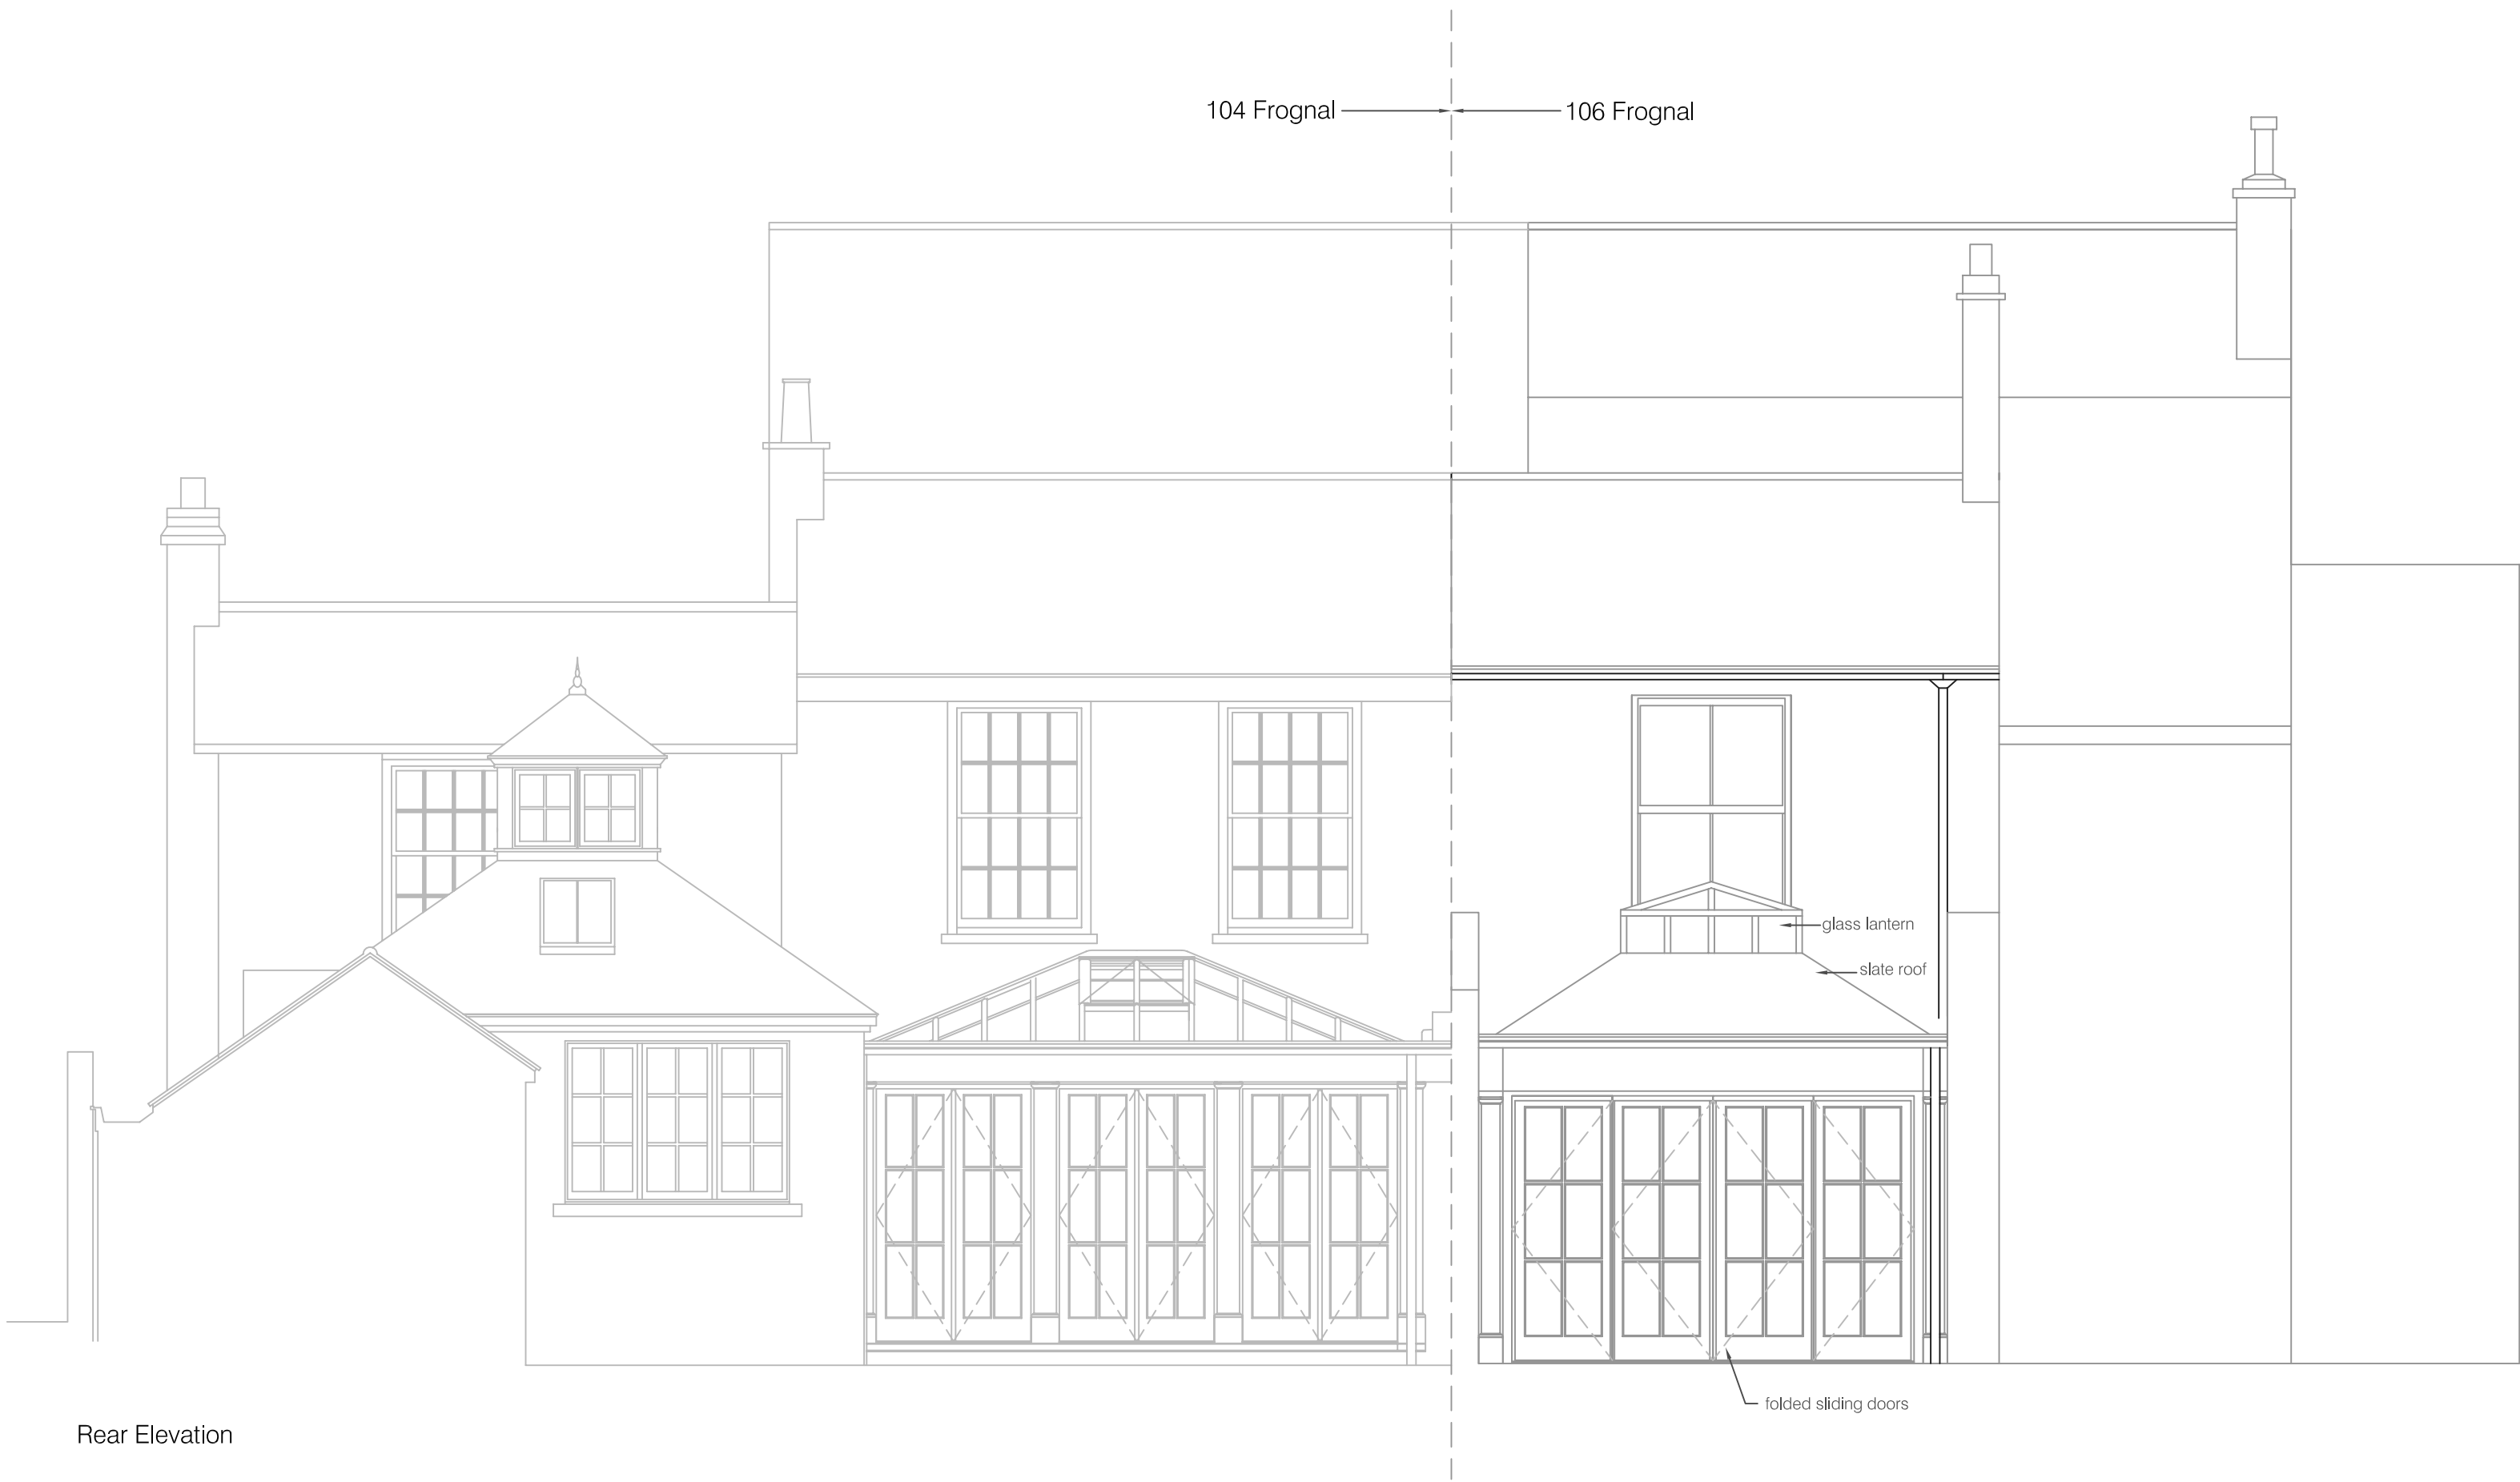 104 Frognal
106 Frognal
glass lantern
slate roof
folded sliding doors
Rear Elevation